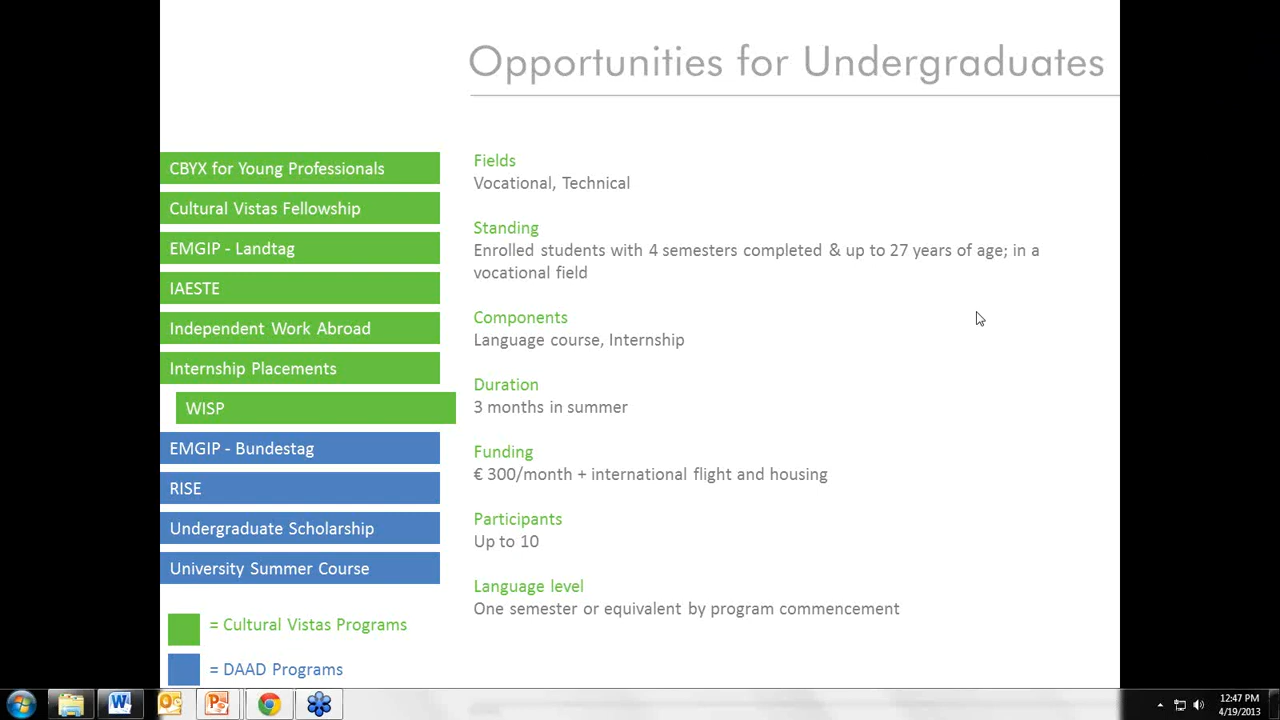 Opportunities for Undergraduates
CBYX for Young Professionals
Cultural Vistas Fellowship
EMGIP - Landtag
IAESTE
Independent Work Abroad
Internship Placements
WISP
EMGIP - Bundestag
RISE
Undergraduate Scholarship
University Summer Course
= Cultural Vistas Programs
= DAAD Programs
Fields
Vocational, Technical
Standing
Enrolled students with 4 semesters completed & up to 27 years of age; in a
vocational field
Components
Language course, Internship
Duration
3 months in summer
Funding
€ 300/month + international flight and housing
Participants
Up to 10
Language level
One semester or equivalent by program commencement
12:47 PM
4/19/2013